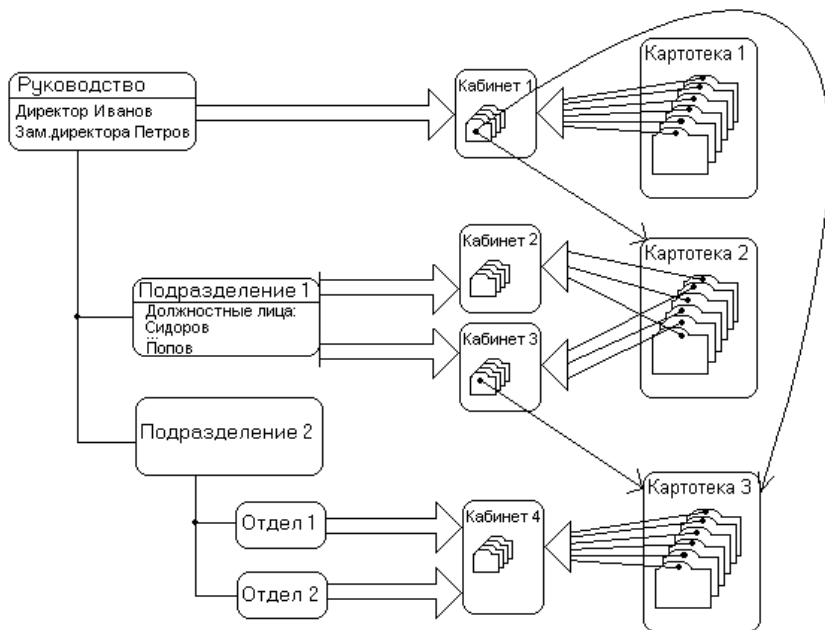 Руководство
Директор Иванов
Зам.директора Петров
Кабинет 1
Картотека 1
Подразделение 1
Должностные лица:
Сидоров
...
Попов
Кабинет 2
Кабинет 3
Картотека 2
Подразделение 2
Отдел 1
Отдел 2
Кабинет 4
Картотека 3